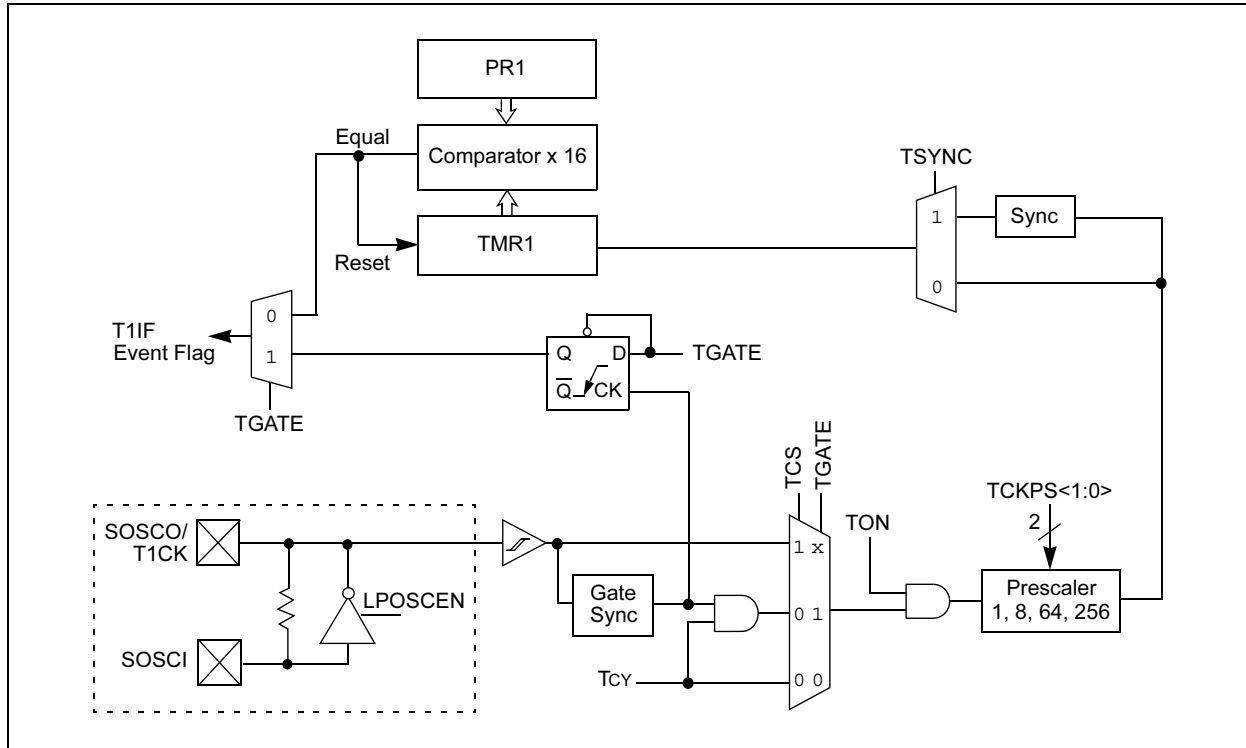 PR1
Equal
Comparator x 16
TSYNC
1
Sync
Reset
TMR1
0
0
T1IF
Event Flag
1
Q
D
TGATE
Q̅
CK
TGATE
TCS
TGATE
TCKPS<1:0>
2
TON
SOSCO/
T1CK
1 x
Prescaler
1, 8, 64, 256
LPOSCEN
Gate
Sync
0 1
SOSCI
TCY
0 0